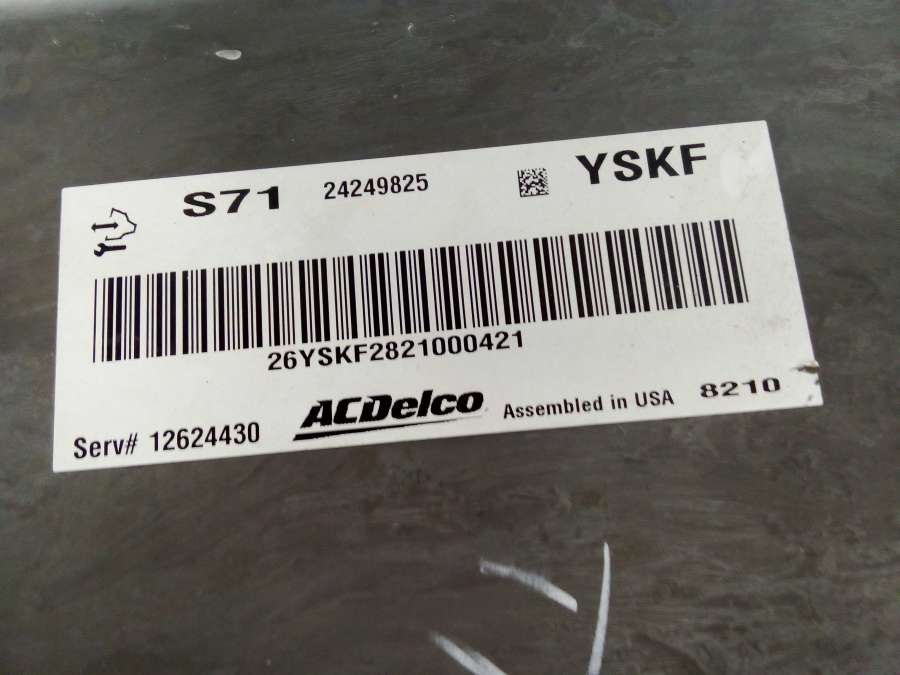 S71 24249825 YSKF
26YSKF2821000421
Serv# 12624430 ACDelco Assembled in USA 8210